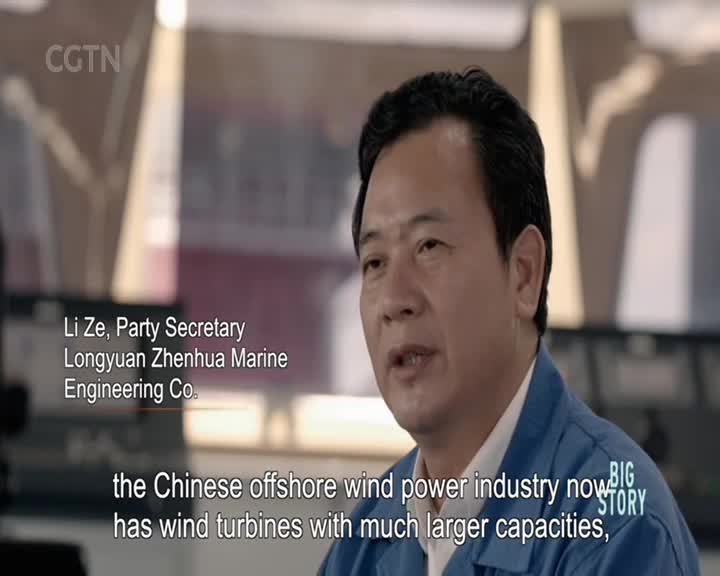 CGTN
Li Ze, Party Secretary
Longyuan Zhenhua Marine
Engineering Co.
the Chinese offshore wind power industry now
has wind turbines with much larger capacities,
BIG
STORY